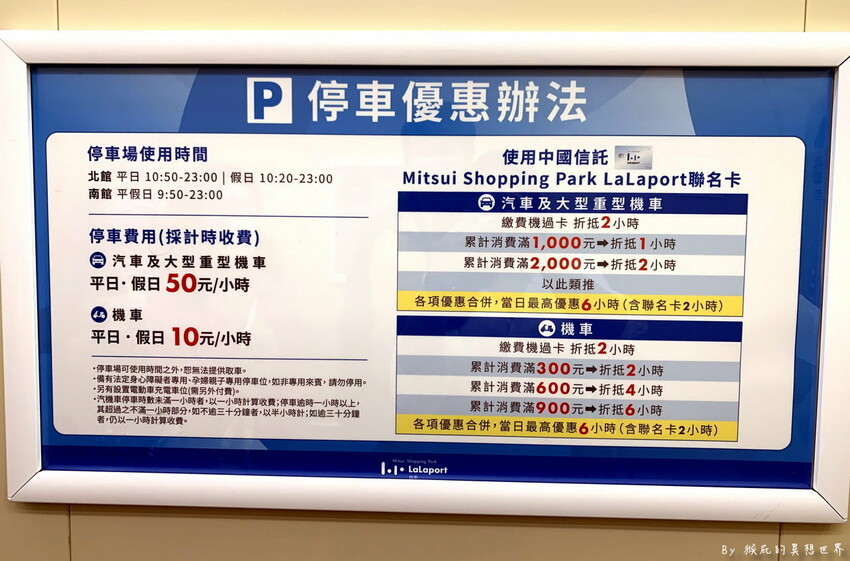 P 停車優惠辦法
停車場使用時間
北館 平日 10:50-23:00 | 假日 10:20-23:00
南館 平假日 9:50-23:00
停車費用(採計時收費)
汽車及大型重型機車
平日‧假日 50元/小時
機車
平日‧假日 10元/小時
‧停車場可使用時間之外，恕無法提供取車。
‧備有法定身心障礙者專用、孕婦親子專用停車位，如非專用來賓，請勿停用。
‧另有設置電動車充電車位(需另外付費)。
‧汽機車停車時數未滿一小時者，以一小時計算收費；停車逾時一小時以上，
其超過之不滿一小時部分，如不逾三十分鐘者，以半小時計；如逾三十分鐘
者，仍以一小時計算收費。
使用中國信託
Mitsui Shopping Park LaLaport聯名卡
汽車及大型重型機車
繳費機過卡 折抵2小時
累計消費滿1,000元➡折抵1小時
累計消費滿2,000元➡折抵2小時
以此類推
各項優惠合併，當日最高優惠6小時(含聯名卡2小時)
機車
繳費機過卡 折抵2小時
累計消費滿300元➡折抵2小時
累計消費滿600元➡折抵4小時
累計消費滿900元➡折抵6小時
各項優惠合併，當日最高優惠6小時(含聯名卡2小時)
Mitsui Shopping Park
LaLaport
台中
By 猴屁的異想世界